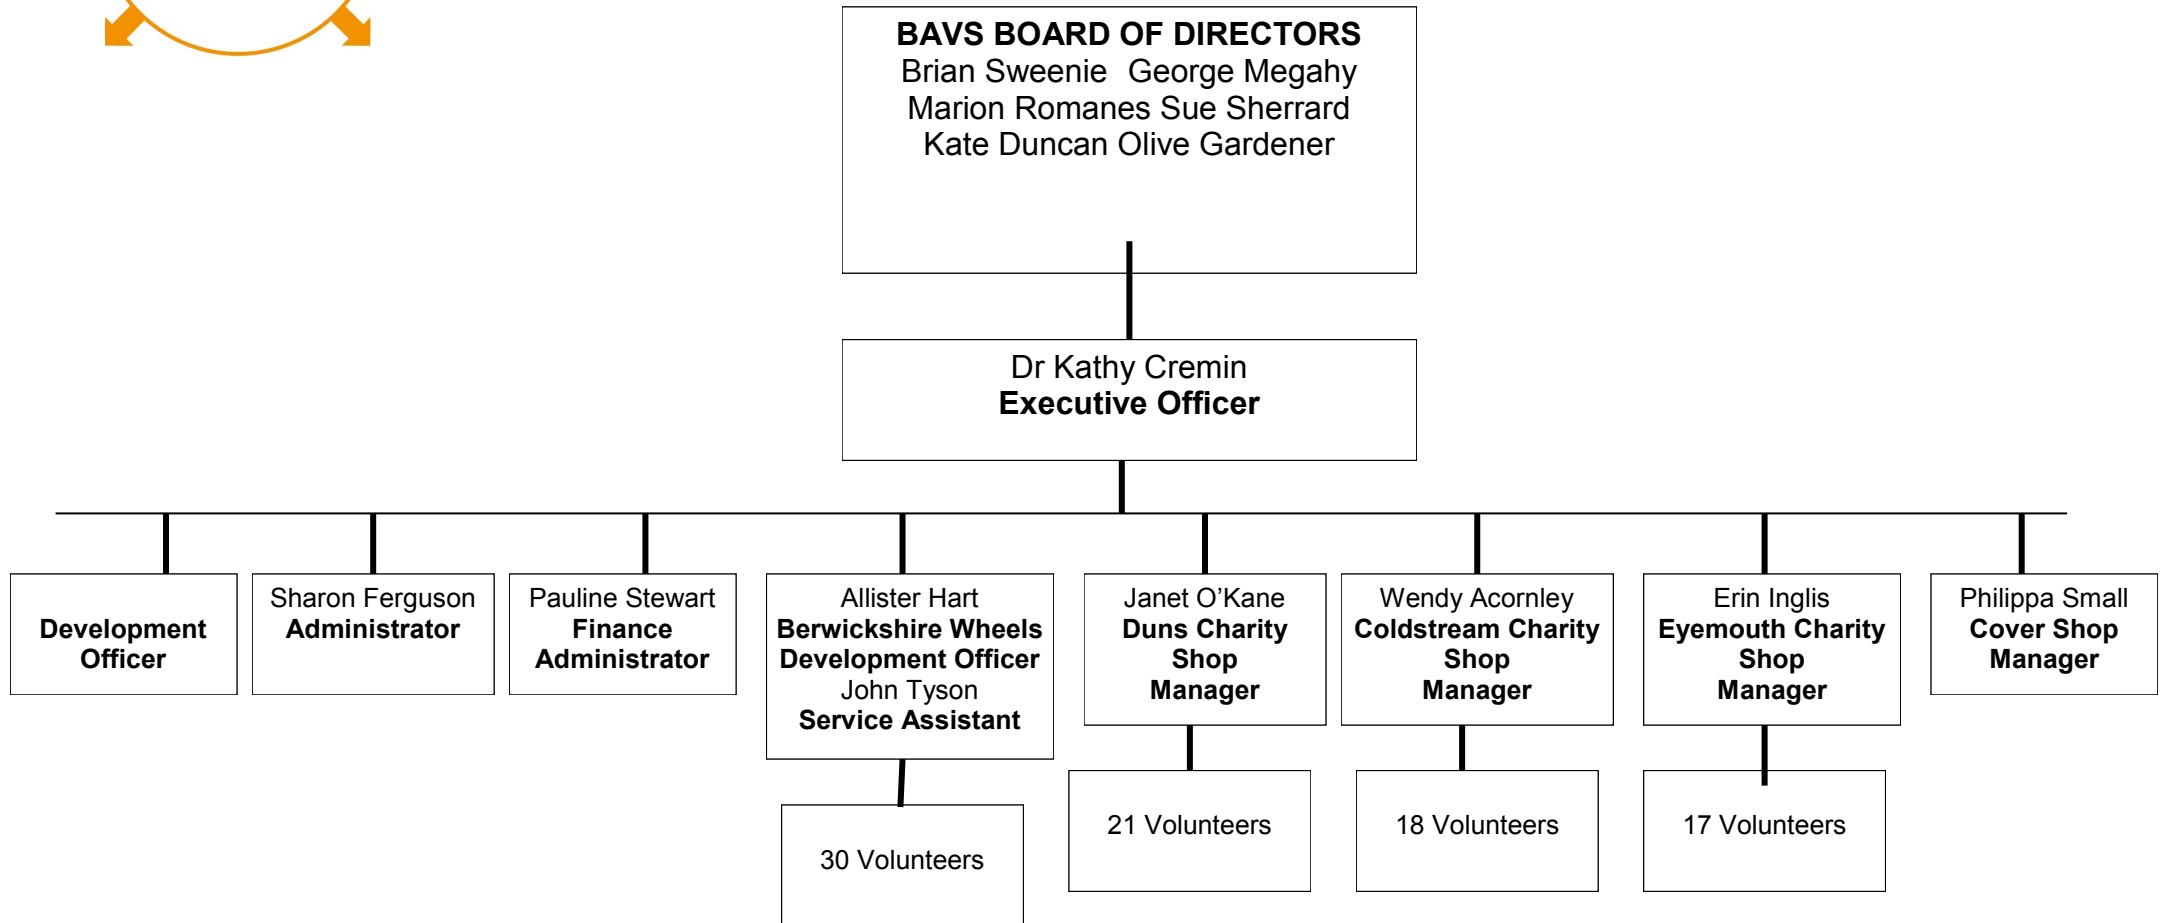 BAVS BOARD OF DIRECTORS
Brian Sweenie George Megahy
Marion Romanes Sue Sherrard
Kate Duncan Olive Gardener
Dr Kathy Cremin
Executive Officer
Development
Officer
Sharon Ferguson
Administrator
Pauline Stewart
Finance
Administrator
Allister Hart
Berwickshire Wheels
Development Officer
John Tyson
Service Assistant
Janet O’Kane
Duns Charity
Shop
Manager
Wendy Acornley
Coldstream Charity
Shop
Manager
Erin Inglis
Eyemouth Charity
Shop
Manager
Philippa Small
Cover Shop
Manager
30 Volunteers
21 Volunteers
18 Volunteers
17 Volunteers